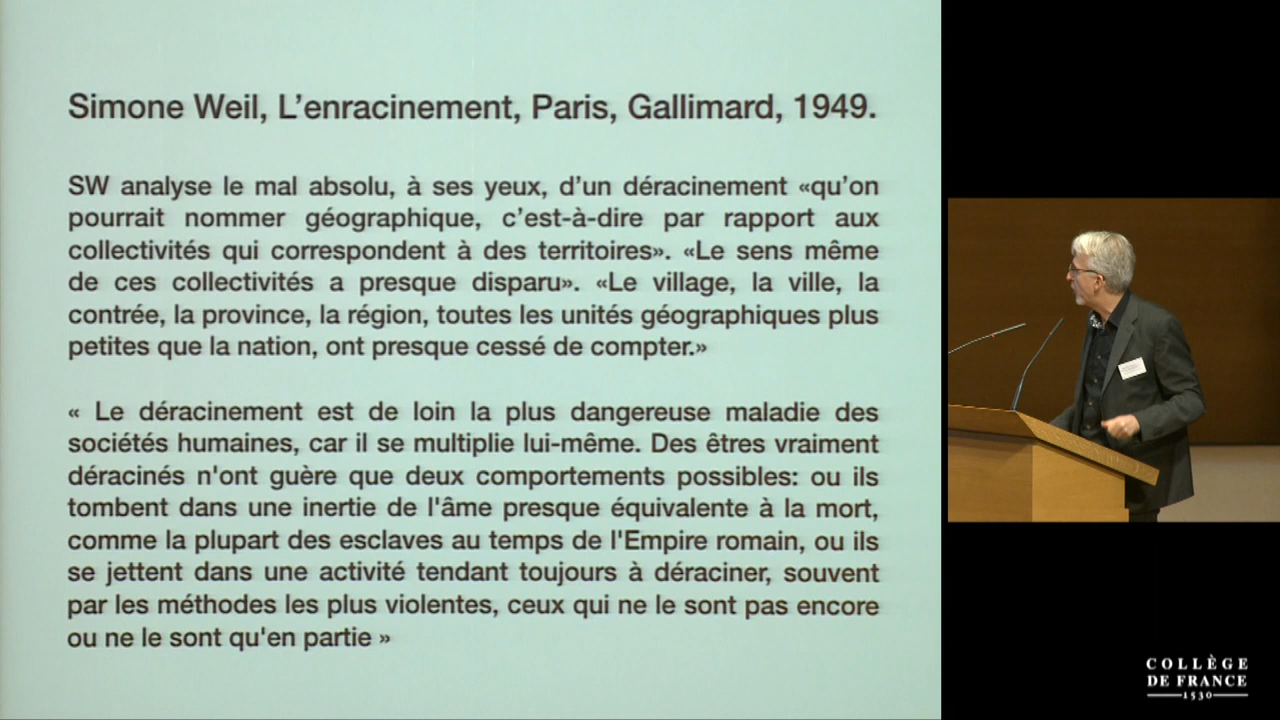 Simone Weil, L’enracinement, Paris, Gallimard, 1949.
SW analyse le mal absolu, à ses yeux, d’un déracinement «qu’on
pourrait nommer géographique, c’est-à-dire par rapport aux
collectivités qui correspondent à des territoires». «Le sens même
de ces collectivités a presque disparu». «Le village, la ville, la
contrée, la province, la région, toutes les unités géographiques plus
petites que la nation, ont presque cessé de compter.»
« Le déracinement est de loin la plus dangereuse maladie des
sociétés humaines, car il se multiplie lui-même. Des êtres vraiment
déracinés n'ont guère que deux comportements possibles: ou ils
tombent dans une inertie de l'âme presque équivalente à la mort,
comme la plupart des esclaves au temps de l'Empire romain, ou ils
se jettent dans une activité tendant toujours à déraciner, souvent
par les méthodes les plus violentes, ceux qui ne le sont pas encore
ou ne le sont qu'en partie »
COLLÈGE
DE FRANCE
1530